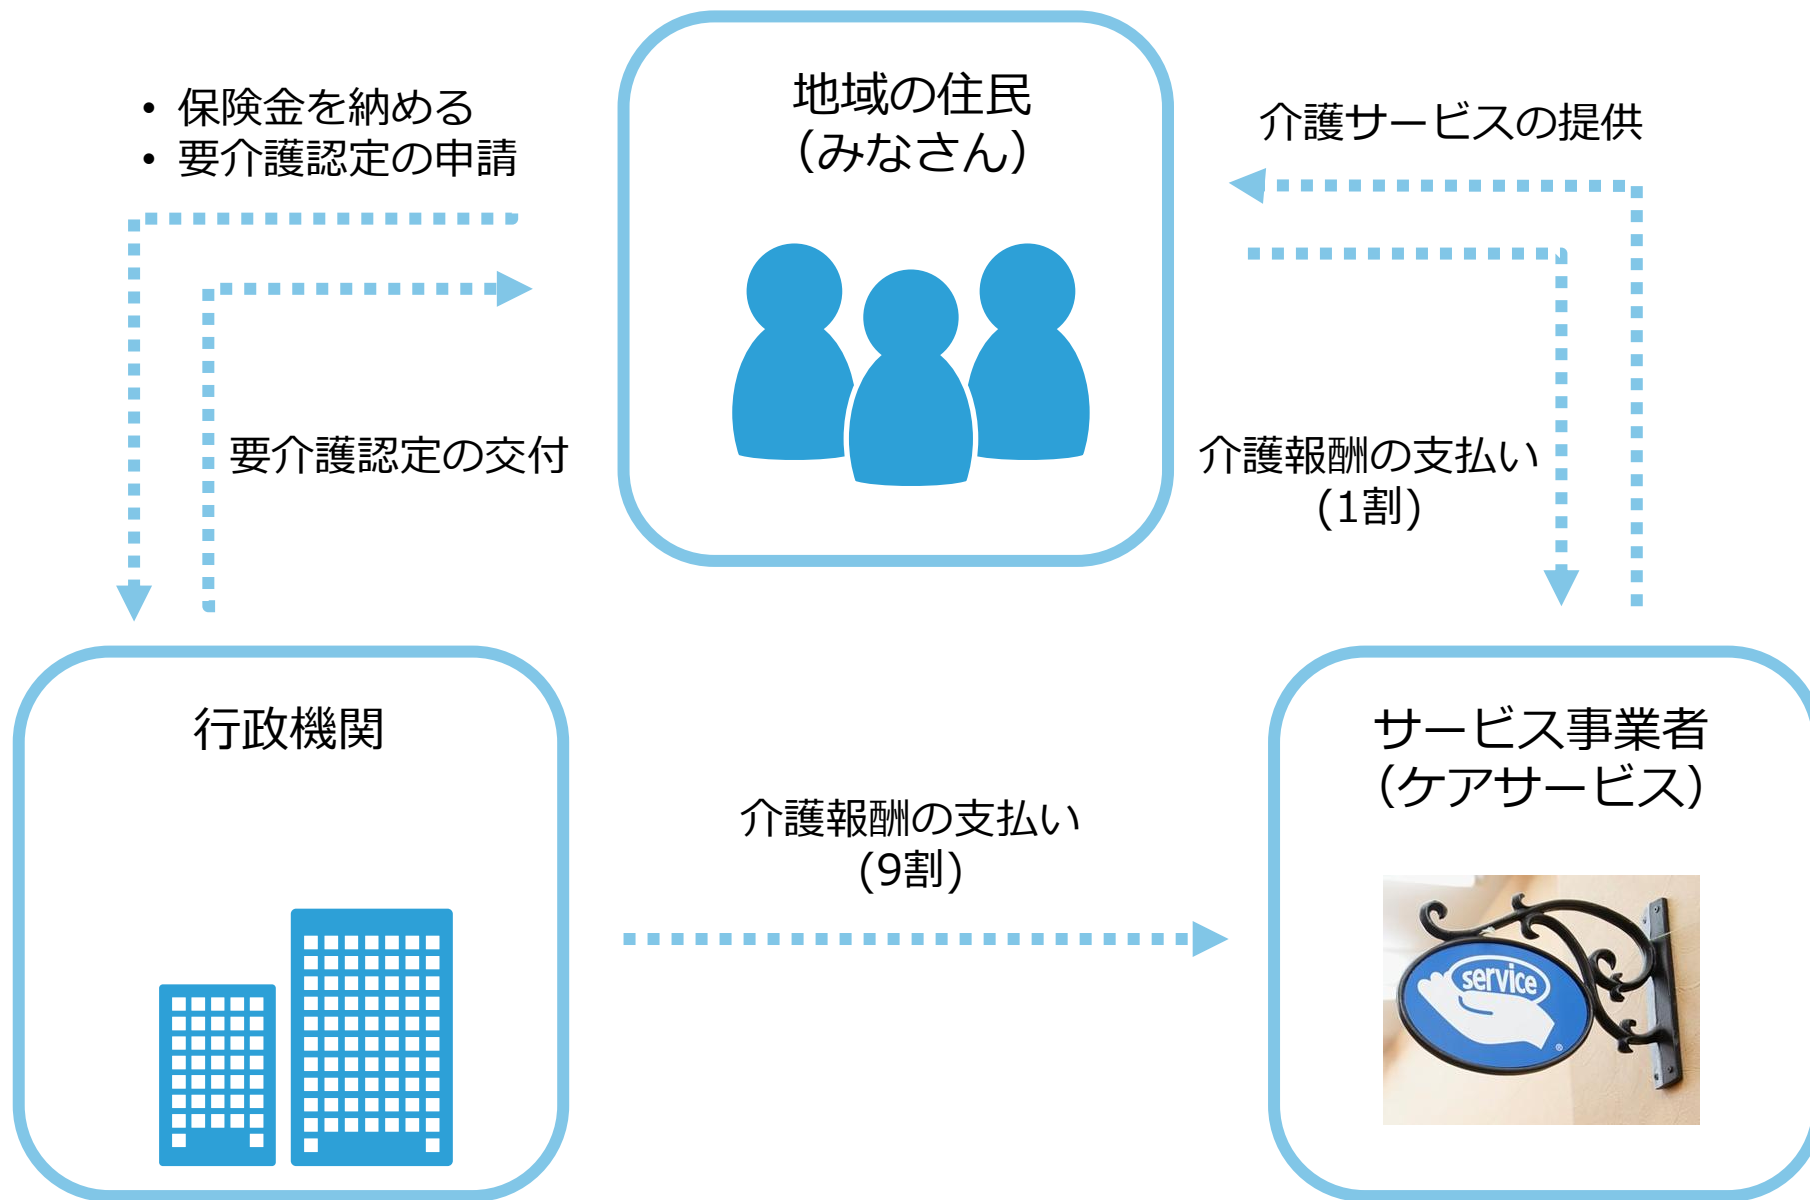 地域の住民
（みなさん）
• 保険金を納める
• 要介護認定の申請
介護サービスの提供
要介護認定の交付
介護報酬の支払い
(1割)
行政機関
サービス事業者
（ケアサービス）
介護報酬の支払い
(9割)
service
®